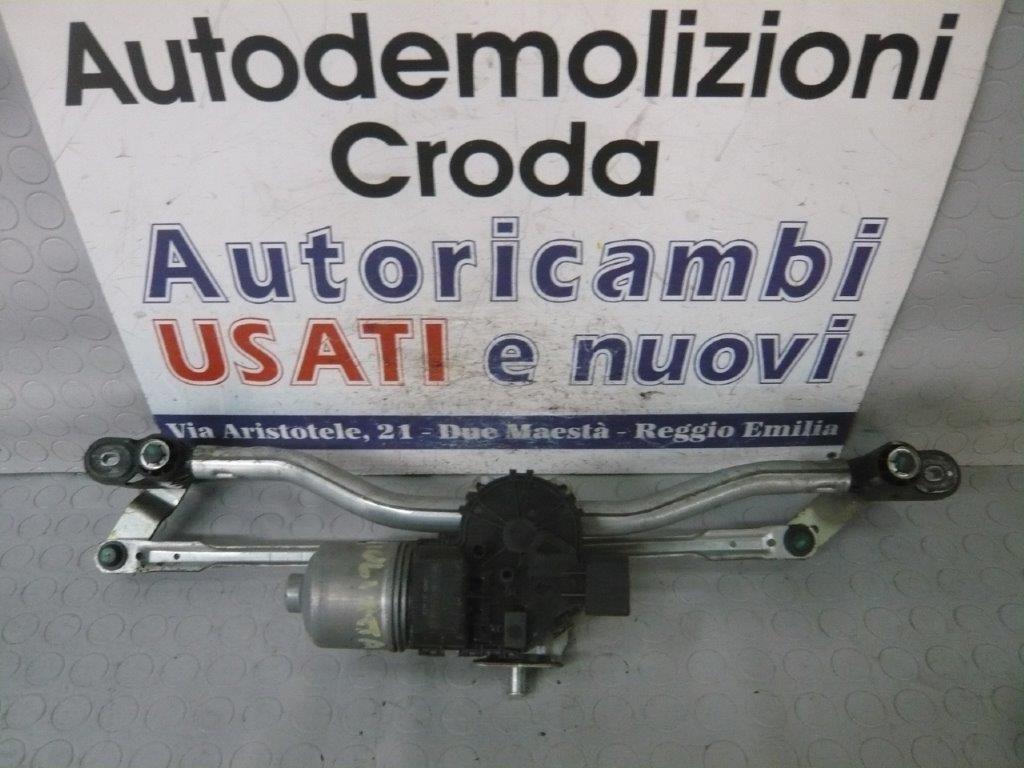 Autodemolizioni
Croda
Autoricambi
USATI e nuovi
Via Aristotele, 21 - Due Maestà - Reggio Emilia